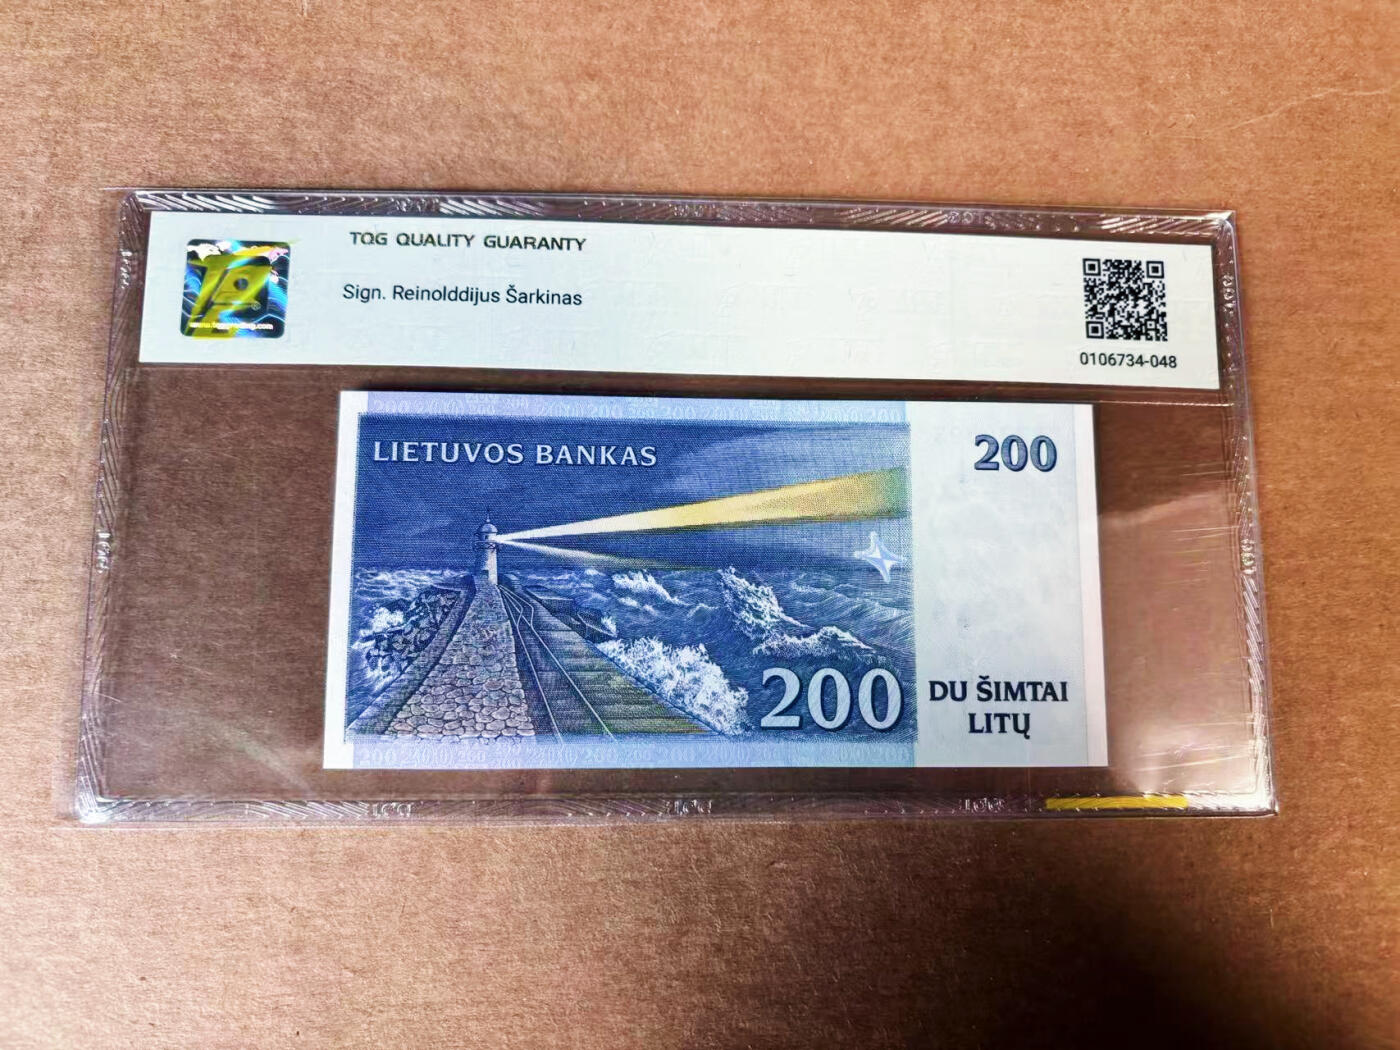 TQG QUALITY GUARANTY
Sign. Reinolddijus Šarkinas
0106734-048
LIETUVOS BANKAS
200
200
DU ŠIMTAI
LITŲ